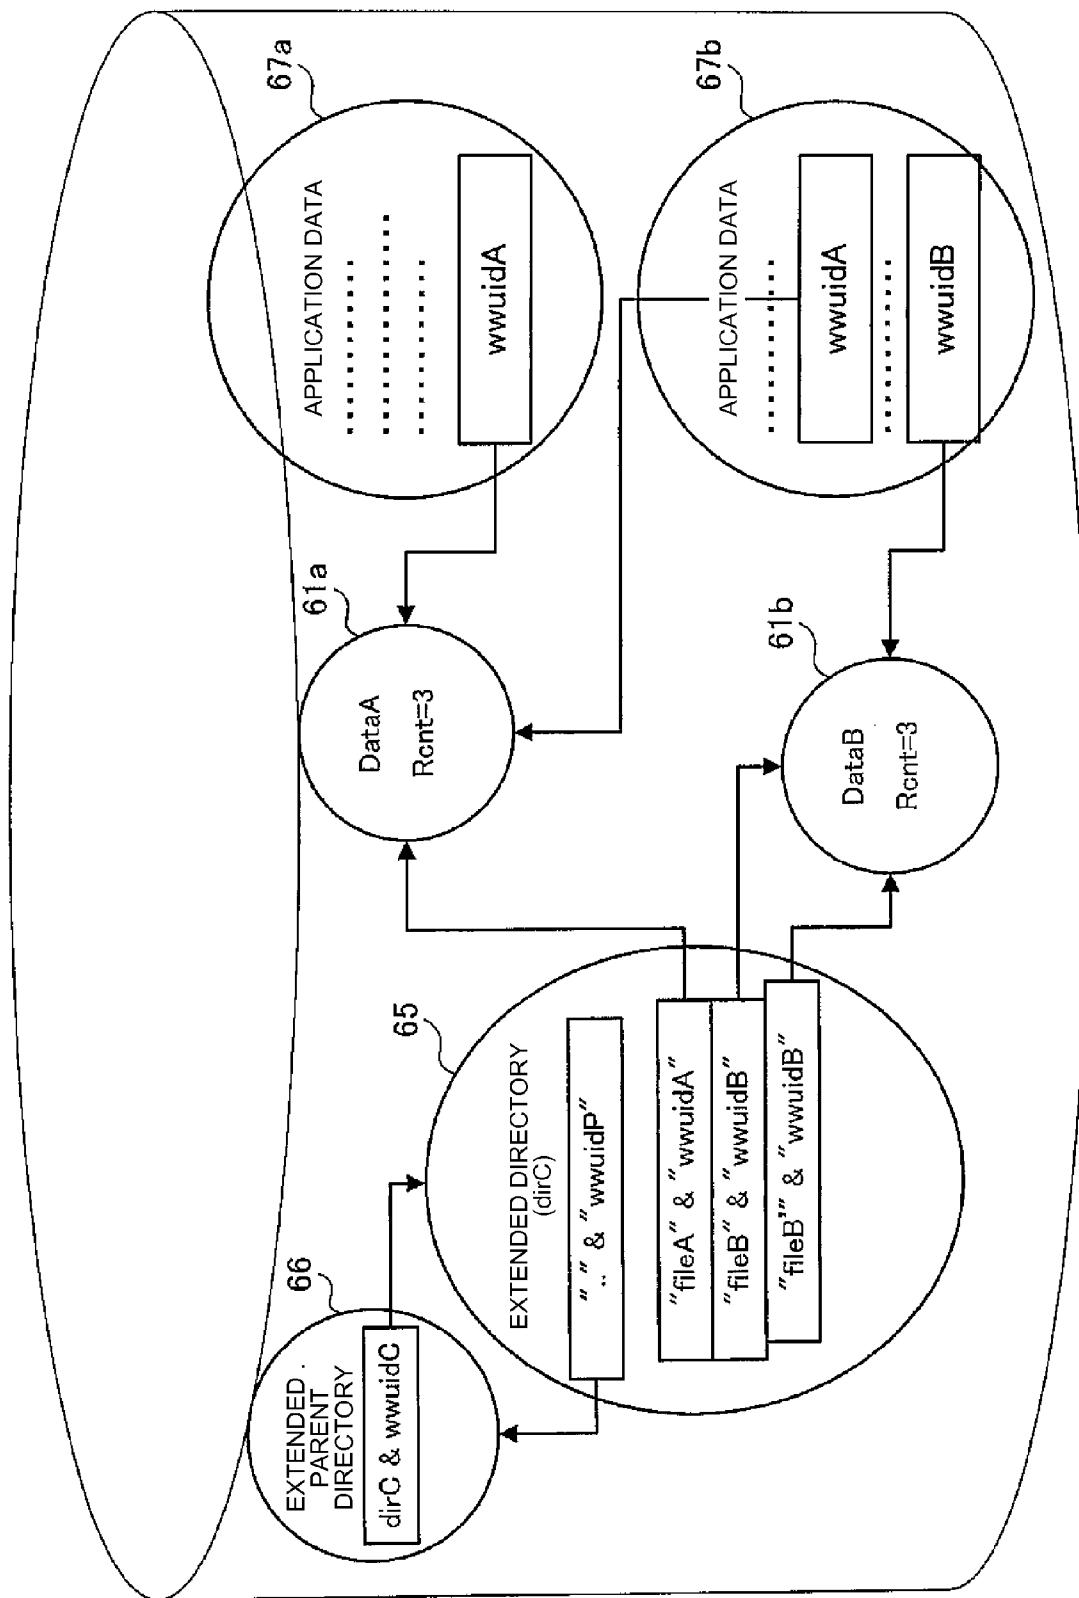 66
EXTENDED .
PARENT
DIRECTORY
dirC & wwuidC
65
EXTENDED DIRECTORY
(dirC)
".." & "wwuidP"
"fileA" & "wwuidA"
"fileB" & "wwuidB"
"fileB'" & "wwuidB"
61a
DataA
Rcnt=3
61b
DataB
Rcnt=3
67a
APPLICATION DATA
wwuidA
67b
APPLICATION DATA
wwuidA
wwuidB